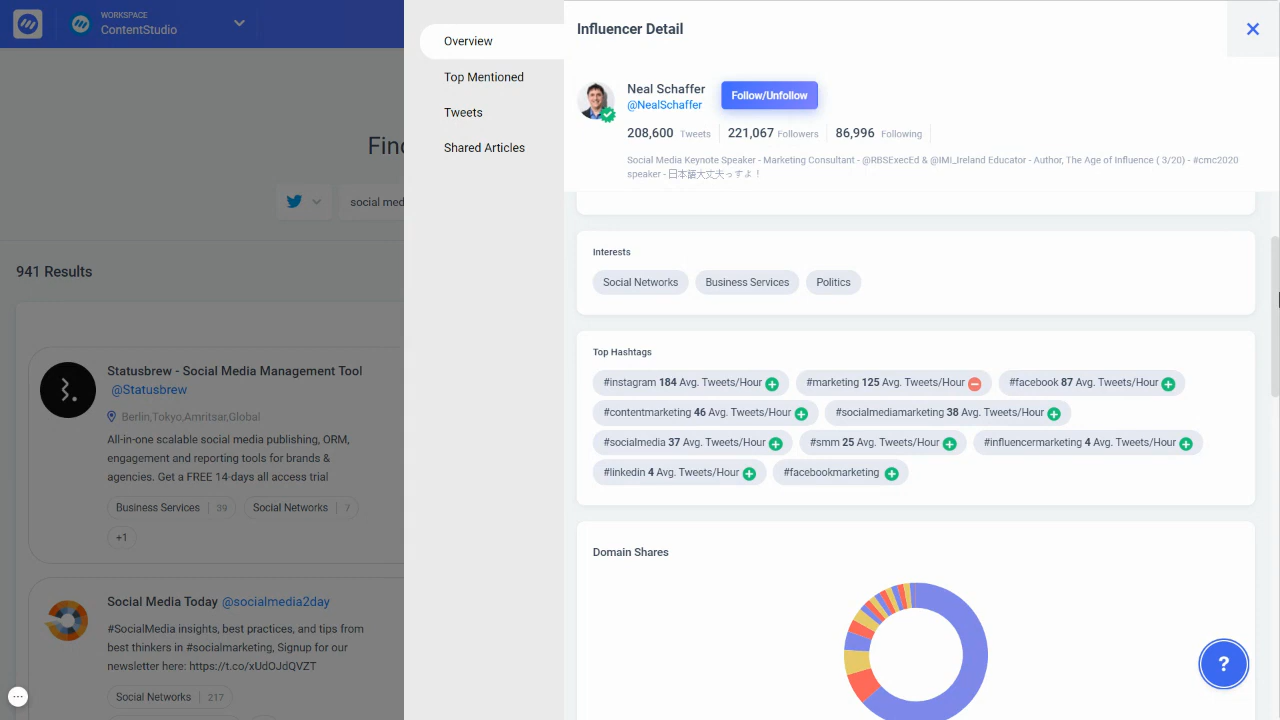 WORKSPACE
ContentStudio
social med
941 Results
Statusbrew - Social Media Management Tool
@Statusbrew
Berlin,Tokyo,Amritsar,Global
All-in-one scalable social media publishing, ORM,
engagement and reporting tools for brands &
agencies. Get a FREE 14-days all access trial
Business Services 39 Social Networks 7
+1
Social Media Today @socialmedia2day
#SocialMedia insights, best practices, and tips from
best thinkers in #socialmarketing, Signup for our
newsletter here: https://t.co/xUdOJdQVZT
Social Networks 217
Overview
Top Mentioned
Tweets
Shared Articles
Influencer Detail
Neal Schaffer
@NealSchaffer
Follow/Unfollow
208,600 Tweets 221,067 Followers 86,996 Following
Social Media Keynote Speaker - Marketing Consultant - @RBSExecEd & @IMI_Ireland Educator - Author, The Age of Influence ( 3/20) - #cmc2020
speaker - 日本語大丈夫っすよ！
Interests
Social Networks Business Services Politics
Top Hashtags
#instagram 184 Avg. Tweets/Hour #marketing 125 Avg. Tweets/Hour #facebook 87 Avg. Tweets/Hour
#contentmarketing 46 Avg. Tweets/Hour #socialmediamarketing 38 Avg. Tweets/Hour
#socialmedia 37 Avg. Tweets/Hour #smm 25 Avg. Tweets/Hour #influencermarketing 4 Avg. Tweets/Hour
#linkedin 4 Avg. Tweets/Hour #facebookmarketing
Domain Shares
?